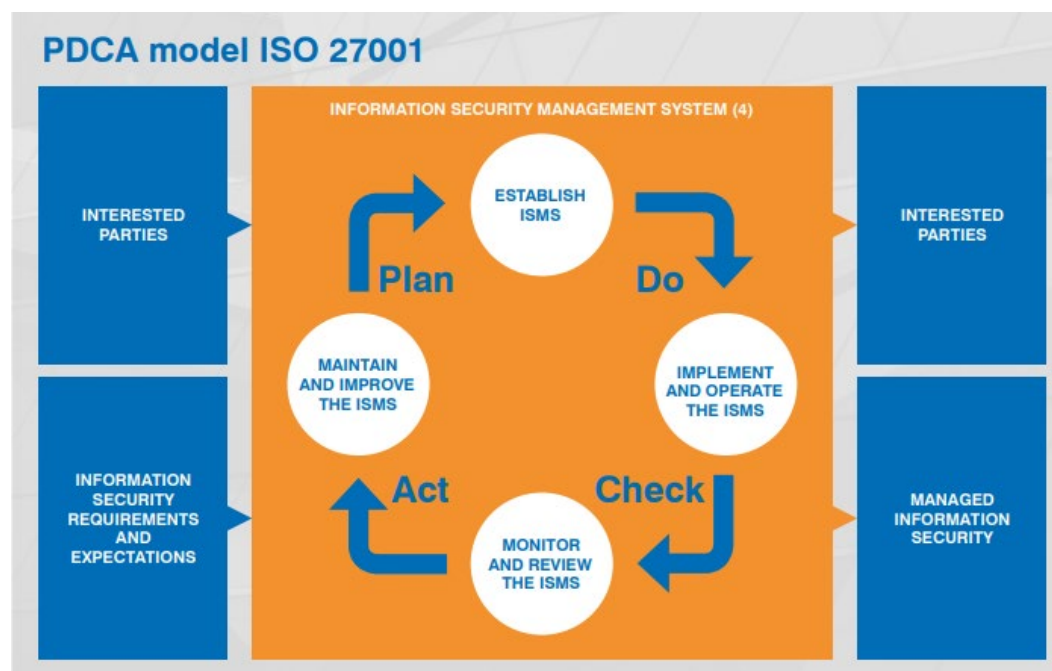 PDCA model ISO 27001
INTERESTED
PARTIES
INFORMATION
SECURITY
REQUIREMENTS
AND
EXPECTATIONS
INFORMATION SECURITY MANAGEMENT SYSTEM (4)
ESTABLISH
ISMS
Plan
Do
MAINTAIN
AND IMPROVE
THE ISMS
IMPLEMENT
AND OPERATE
THE ISMS
Act
Check
MONITOR
AND REVIEW
THE ISMS
INTERESTED
PARTIES
MANAGED
INFORMATION
SECURITY